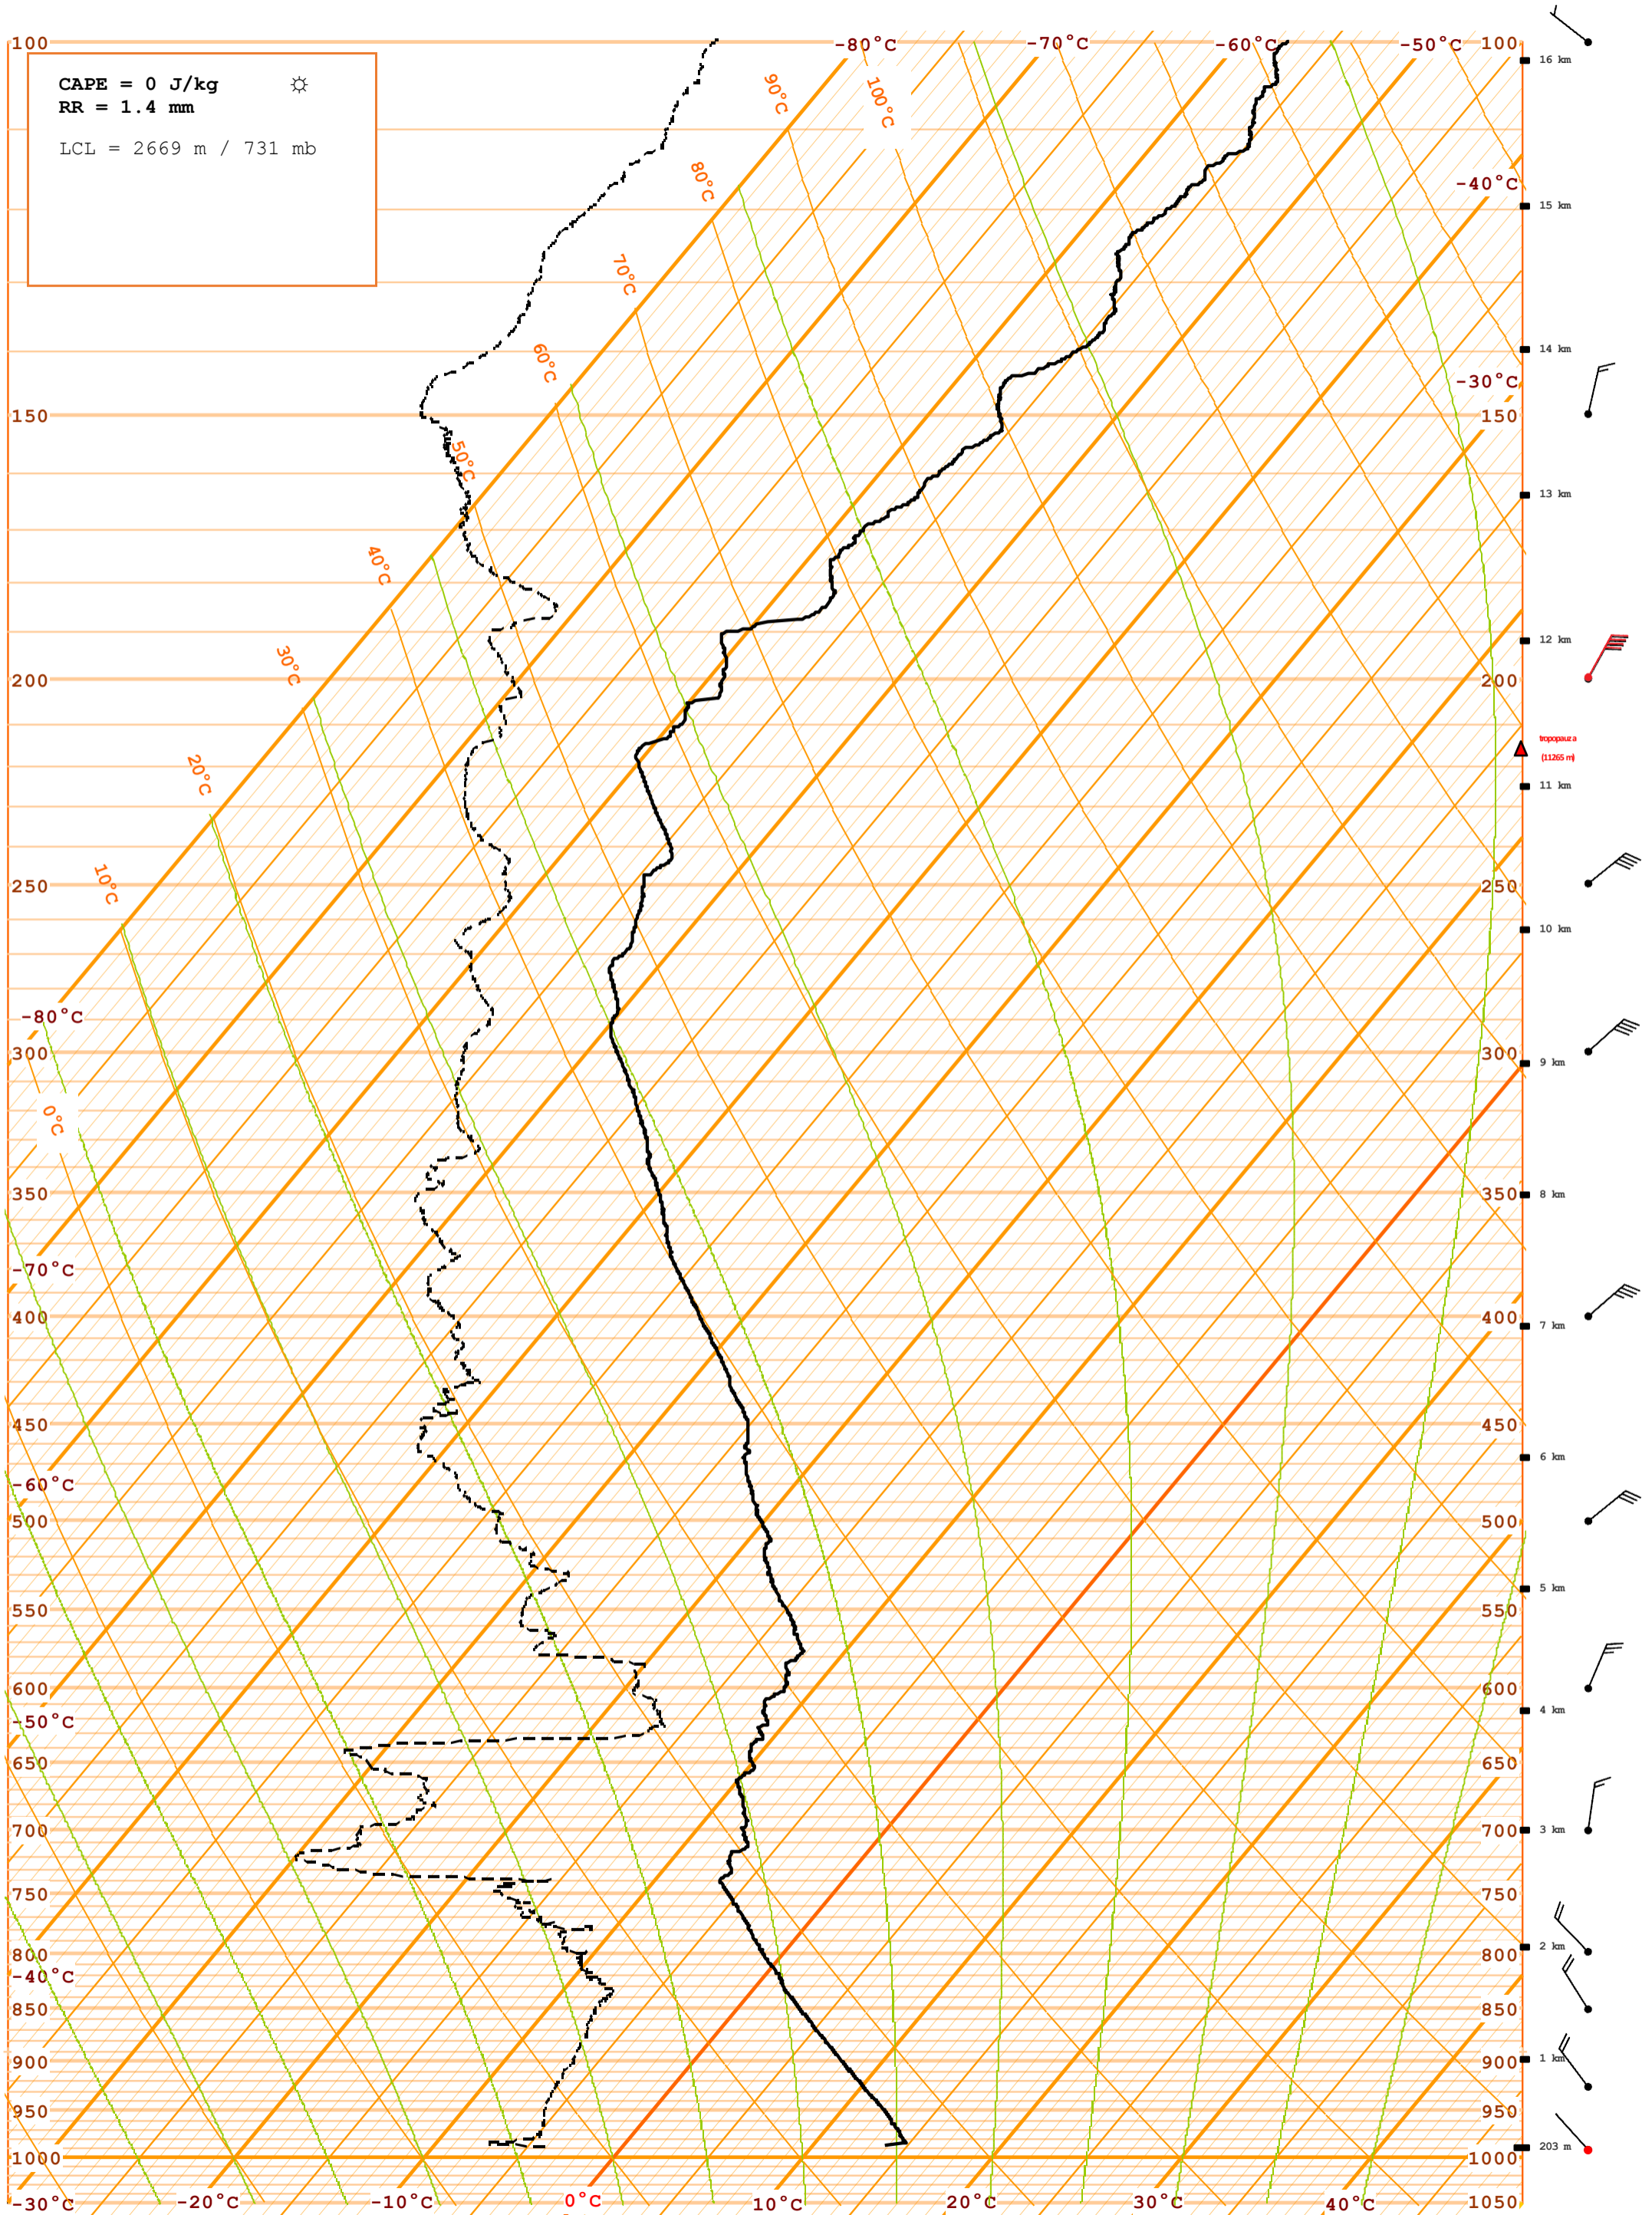 -80°C -70°C -60°C -50°C
100 100
16 km
CAPE = 0 J/kg ☼
RR = 1.4 mm
LCL = 2669 m / 731 mb
90°C 100°C
80°C
-40°C
15 km
70°C
14 km
60°C
-30°C
150 150
50°C
13 km
40°C
12 km
30°C
200 200
tropopauza
(11265 m)
20°C
11 km
10°C
250 250
10 km
-80°C
300 300
9 km
0°C
350 350
8 km
-70°C
400 400
7 km
450 450
6 km
-60°C
500 500
5 km
550 550
600 600
4 km
-50°C
650 650
700 700
3 km
750 750
2 km
800 800
-40°C
850 850
1 km
900 900
950 950
203 m
1000 1000
-30°C -20°C -10°C 0°C 10°C 20°C 30°C 40°C 1050